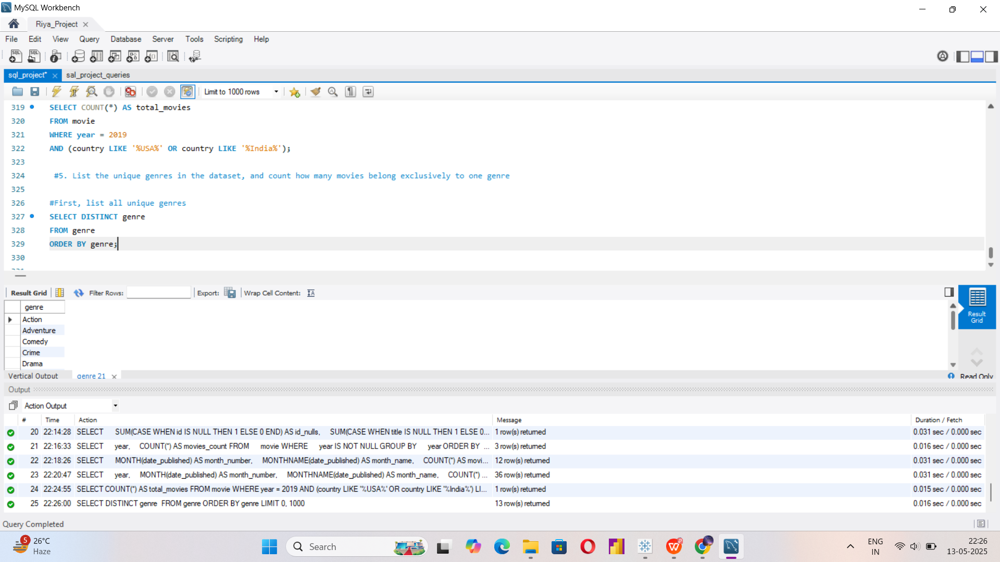 MySQL Workbench
Riya_Project
File Edit View Query Database Server Tools Scripting Help
sql_project* sal_project_queries
Limit to 1000 rows
319 SELECT COUNT(*) AS total_movies
320 FROM movie
321 WHERE year = 2019
322 AND (country LIKE '%USA%' OR country LIKE '%India%');
323
324 #5. List the unique genres in the dataset, and count how many movies belong exclusively to one genre
325
326 #First, list all unique genres
327 SELECT DISTINCT genre
328 FROM genre
329 ORDER BY genre;
330
Result Grid Filter Rows: Export: Wrap Cell Content:
genre
Action
Adventure
Comedy
Crime
Drama
Result
Grid
Vertical Output genre 21 Read Only
Output
Action Output
# Time Action Message Duration / Fetch
20 22:14:28 SELECT SUM(CASE WHEN id IS NULL THEN 1 ELSE 0 END) AS id_nulls, SUM(CASE WHEN title IS NULL THEN 1 ELSE 0... 1 row(s) returned 0.031 sec / 0.000 sec
21 22:16:33 SELECT year, COUNT(*) AS movies_count FROM movie WHERE year IS NOT NULL GROUP BY year ORDER BY ... 3 row(s) returned 0.016 sec / 0.000 sec
22 22:18:26 SELECT MONTH(date_published) AS month_number, MONTHNAME(date_published) AS month_name, COUNT(*) AS movi... 12 row(s) returned 0.031 sec / 0.000 sec
23 22:20:47 SELECT year, MONTH(date_published) AS month_number, MONTHNAME(date_published) AS month_name, COUNT(*) ... 36 row(s) returned 0.031 sec / 0.000 sec
24 22:24:55 SELECT COUNT(*) AS total_movies FROM movie WHERE year = 2019 AND (country LIKE '%USA%' OR country LIKE '%India%') LI... 1 row(s) returned 0.015 sec / 0.000 sec
25 22:26:00 SELECT DISTINCT genre FROM genre ORDER BY genre LIMIT 0, 1000 13 row(s) returned 0.016 sec / 0.000 sec
Query Completed
5 26°C
Haze
Search
ENG
IN
22:26
13-05-2025